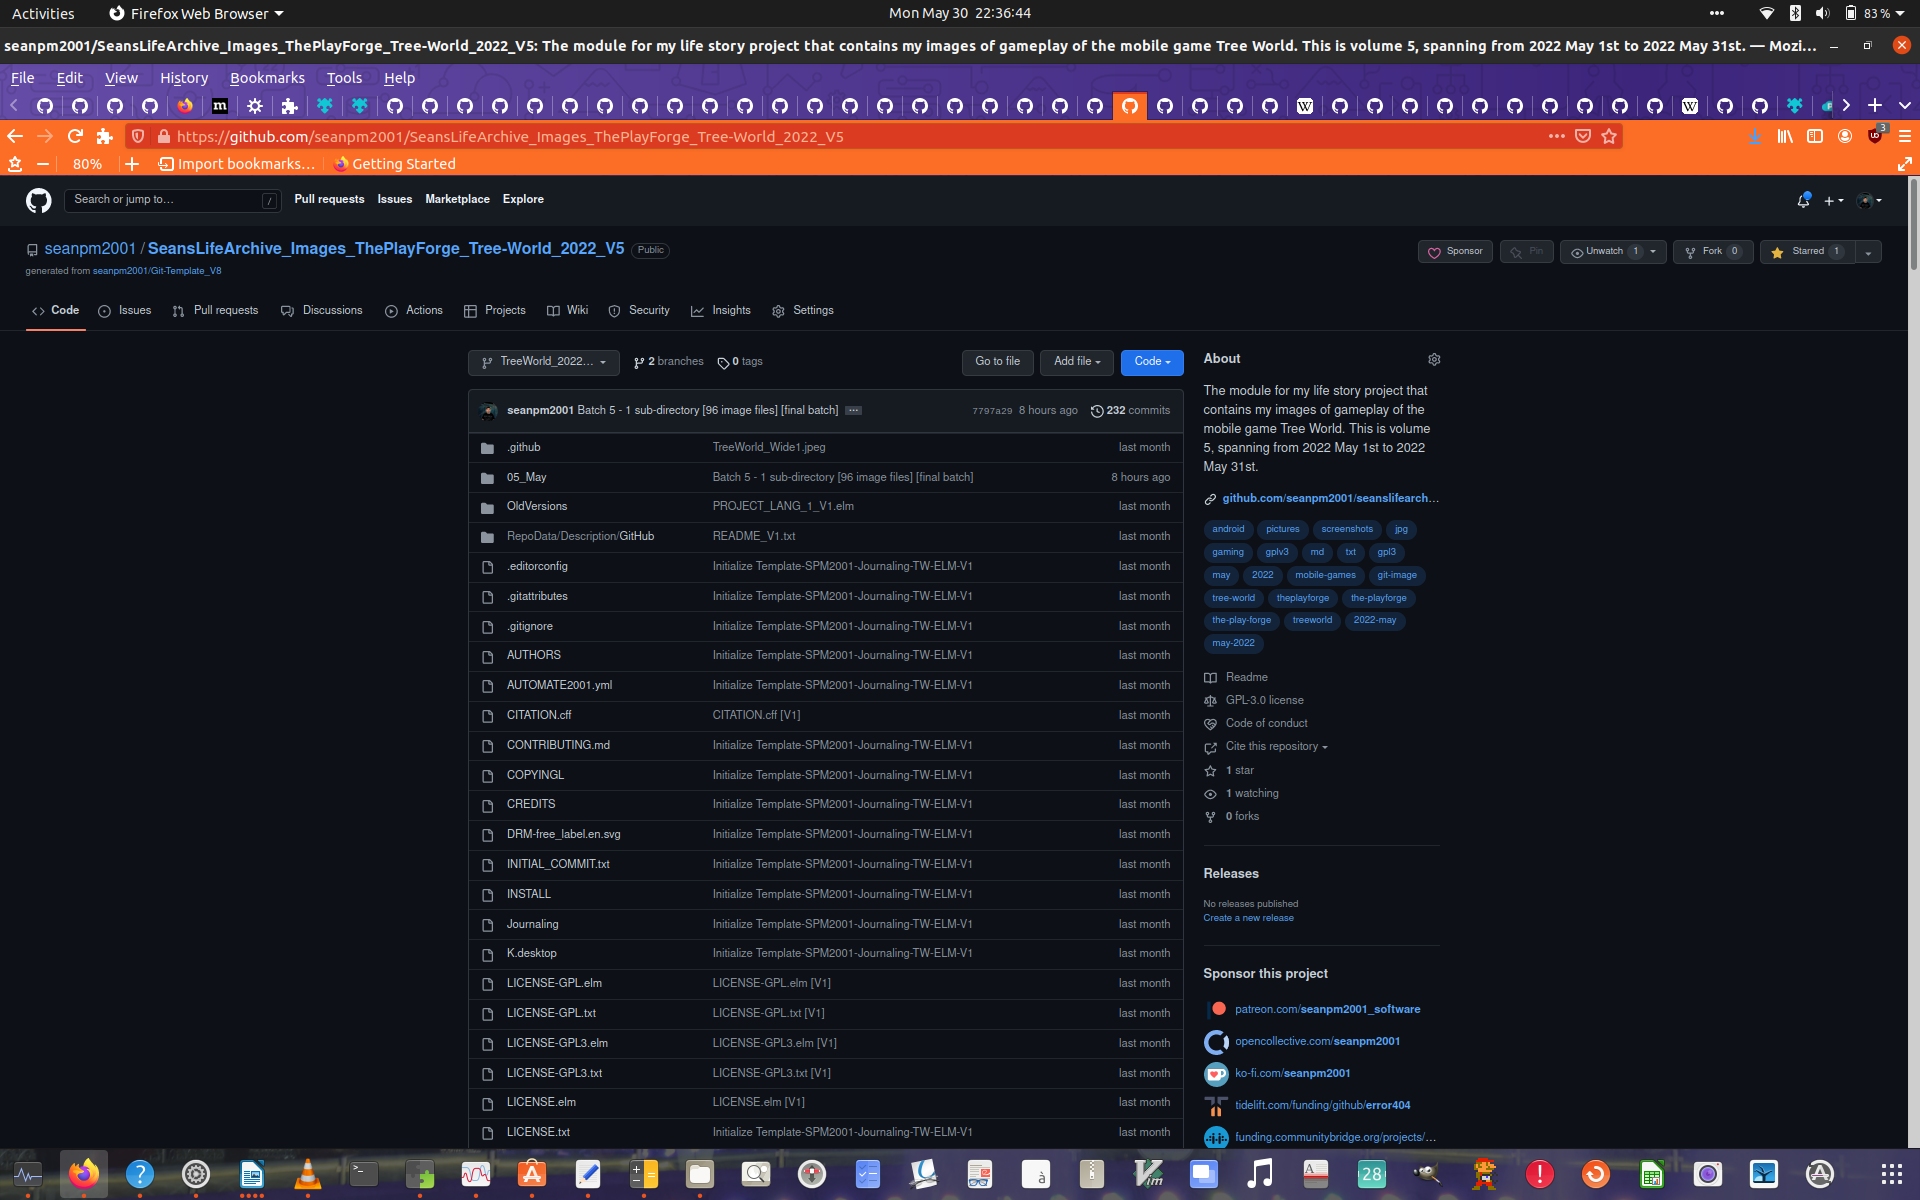 Activities
Firefox Web Browser
Mon May 30 22:36:44
83 %
seanpm2001/SeansLifeArchive_Images_ThePlayForge_Tree-World_2022_V5: The module for my life story project that contains my images of gameplay of the mobile game Tree World. This is volume 5, spanning from 2022 May 1st to 2022 May 31st. — Mozi…
File Edit View History Bookmarks Tools Help
https://github.com/seanpm2001/SeansLifeArchive_Images_ThePlayForge_Tree-World_2022_V5
3
80%
Import bookmarks…
Getting Started
Search or jump to…
/
Pull requests
Issues
Marketplace
Explore
seanpm2001 / SeansLifeArchive_Images_ThePlayForge_Tree-World_2022_V5
Public
generated from seanpm2001/Git-Template_V8
Sponsor
Pin
Unwatch 1
Fork 0
Starred 1
Code
Issues
Pull requests
Discussions
Actions
Projects
Wiki
Security
Insights
Settings
TreeWorld_2022…
2 branches
0 tags
Go to file
Add file
Code
seanpm2001 Batch 5 - 1 sub-directory [96 image files] [final batch] …
7797a29 8 hours ago
232 commits
.github TreeWorld_Wide1.jpeg last month
05_May Batch 5 - 1 sub-directory [96 image files] [final batch] 8 hours ago
OldVersions PROJECT_LANG_1_V1.elm last month
RepoData/Description/GitHub README_V1.txt last month
.editorconfig Initialize Template-SPM2001-Journaling-TW-ELM-V1 last month
.gitattributes Initialize Template-SPM2001-Journaling-TW-ELM-V1 last month
.gitignore Initialize Template-SPM2001-Journaling-TW-ELM-V1 last month
AUTHORS Initialize Template-SPM2001-Journaling-TW-ELM-V1 last month
AUTOMATE2001.yml Initialize Template-SPM2001-Journaling-TW-ELM-V1 last month
CITATION.cff CITATION.cff [V1] last month
CONTRIBUTING.md Initialize Template-SPM2001-Journaling-TW-ELM-V1 last month
COPYINGL Initialize Template-SPM2001-Journaling-TW-ELM-V1 last month
CREDITS Initialize Template-SPM2001-Journaling-TW-ELM-V1 last month
DRM-free_label.en.svg Initialize Template-SPM2001-Journaling-TW-ELM-V1 last month
INITIAL_COMMIT.txt Initialize Template-SPM2001-Journaling-TW-ELM-V1 last month
INSTALL Initialize Template-SPM2001-Journaling-TW-ELM-V1 last month
Journaling Initialize Template-SPM2001-Journaling-TW-ELM-V1 last month
K.desktop Initialize Template-SPM2001-Journaling-TW-ELM-V1 last month
LICENSE-GPL.elm LICENSE-GPL.elm [V1] last month
LICENSE-GPL.txt LICENSE-GPL.txt [V1] last month
LICENSE-GPL3.elm LICENSE-GPL3.elm [V1] last month
LICENSE-GPL3.txt LICENSE-GPL3.txt [V1] last month
LICENSE.elm LICENSE.elm [V1] last month
LICENSE.txt Initialize Template-SPM2001-Journaling-TW-ELM-V1 last month
About
The module for my life story project that
contains my images of gameplay of the
mobile game Tree World. This is volume
5, spanning from 2022 May 1st to 2022
May 31st.
github.com/seanpm2001/seanslifearch…
android pictures screenshots jpg
gaming gplv3 md txt gpl3
may 2022 mobile-games git-image
tree-world theplayforge the-playforge
the-play-forge treeworld 2022-may
may-2022
Readme
GPL-3.0 license
Code of conduct
Cite this repository
1 star
1 watching
0 forks
Releases
No releases published
Create a new release
Sponsor this project
patreon.com/seanpm2001_software
opencollective.com/seanpm2001
ko-fi.com/seanpm2001
tidelift.com/funding/github/error404
funding.communitybridge.org/projects/…
28